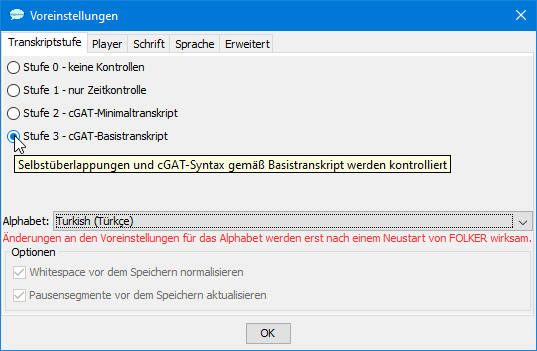 Voreinstellungen
Transkriptstufe Player Schrift Sprache Erweitert
Stufe 0 - keine Kontrollen
Stufe 1 - nur Zeitkontrolle
Stufe 2 - cGAT-Minimaltranskript
Stufe 3 - cGAT-Basistranskript
Selbstüberlappungen und cGAT-Syntax gemäß Basistranskript werden kontrolliert
Alphabet: Turkish (Türkçe)
Änderungen an den Voreinstellungen für das Alphabet werden erst nach einem Neustart von FOLKER wirksam.
Optionen
Whitespace vor dem Speichern normalisieren
Pausensegmente vor dem Speichern aktualisieren
OK